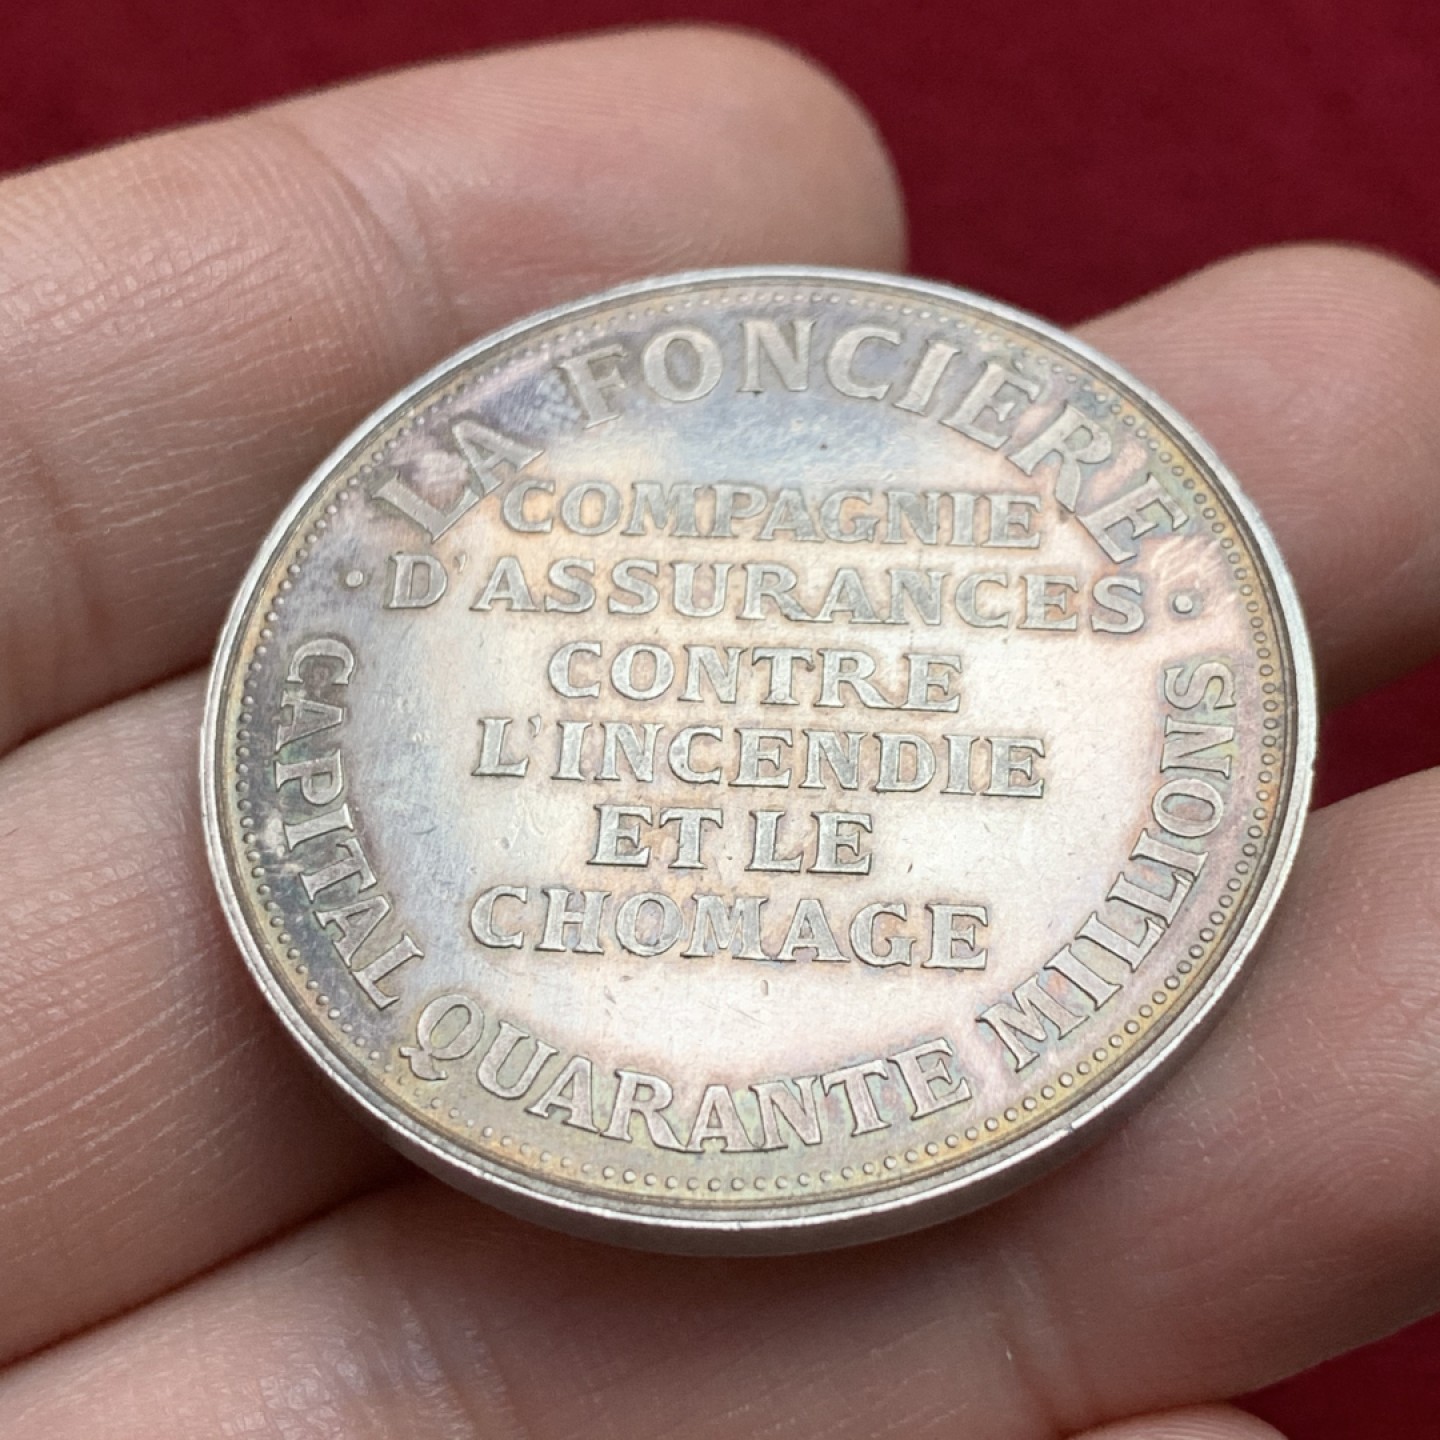 LA FONCIÈRE
COMPAGNIE
· D'ASSURANCES ·
CONTRE
L'INCENDIE
ET LE
CHOMAGE
CAPITAL QUARANTE MILLIONS